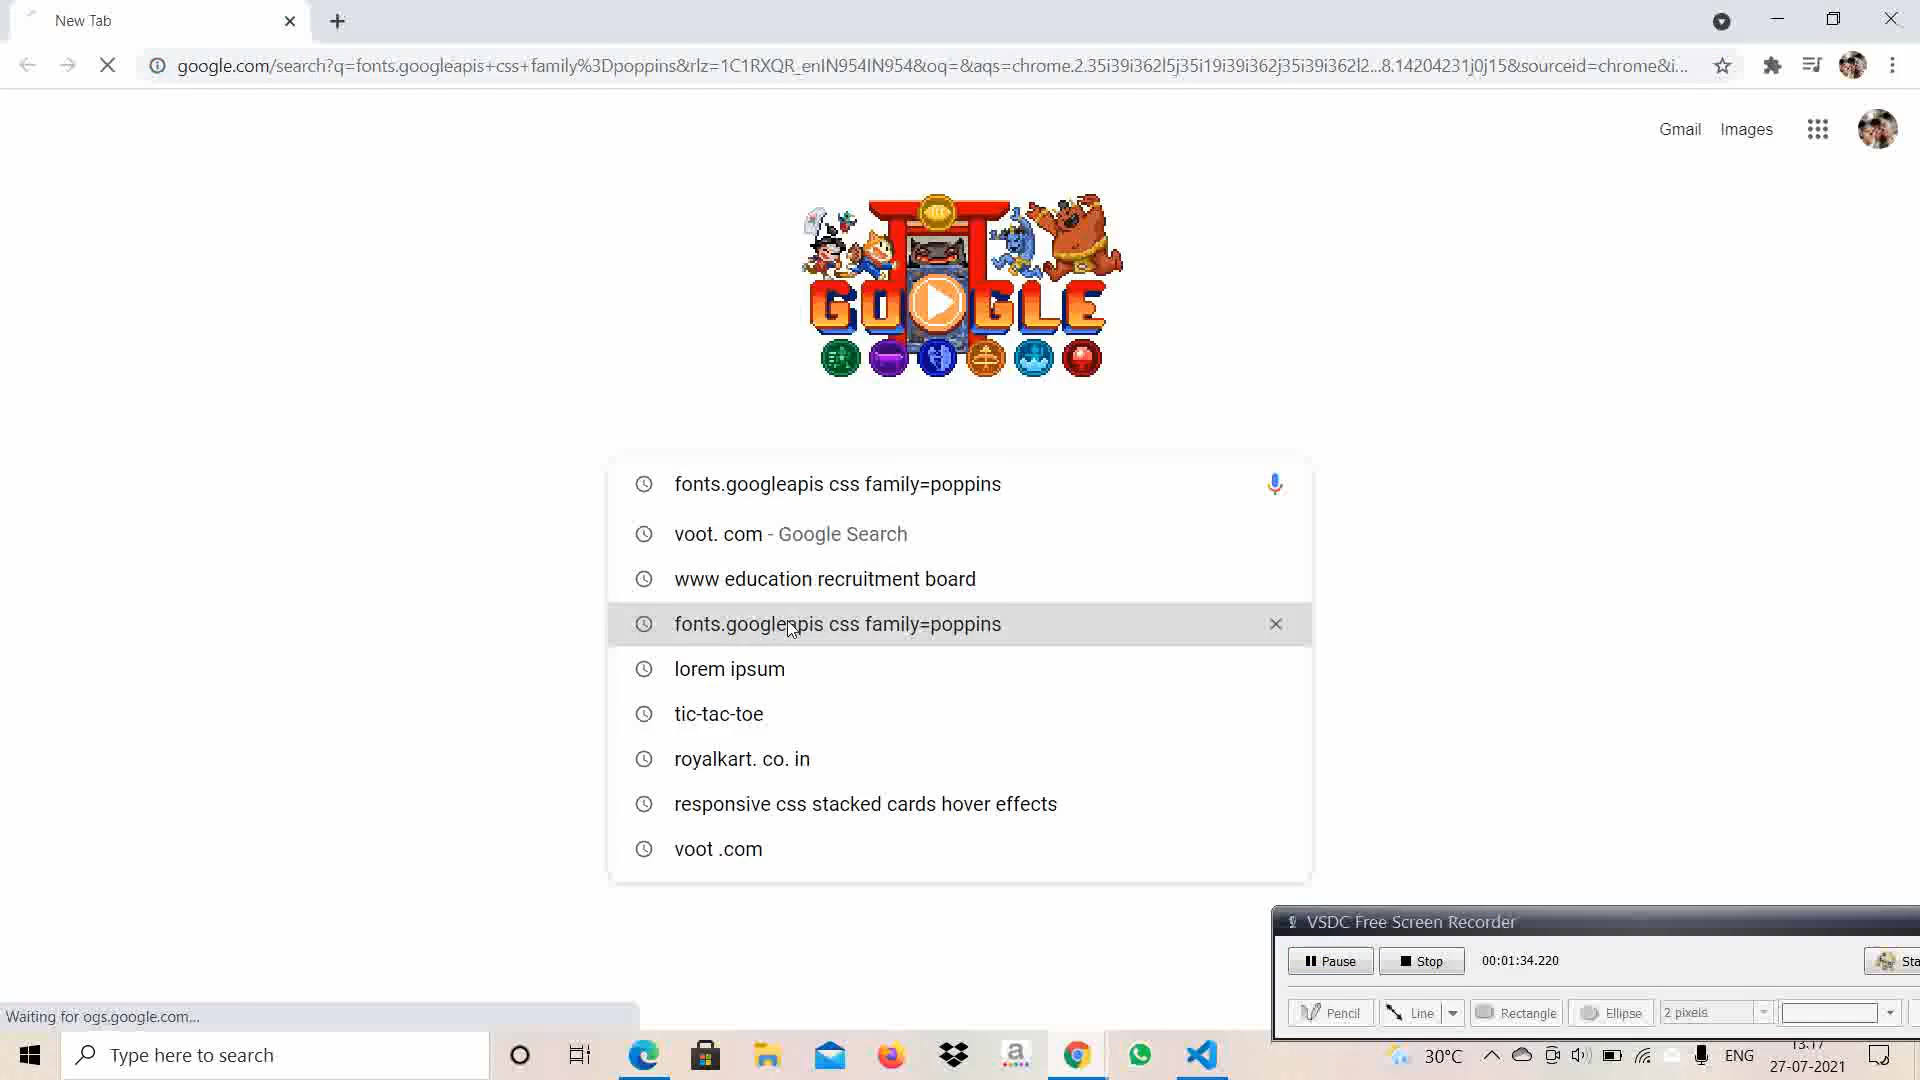 New Tab
google.com/search?q=fonts.googleapis+css+family%3Dpoppins&rlz=1C1RXQR_enIN954IN954&oq=&aqs=chrome.2.35i39i362l5j35i19i39i362j35i39i362l2...8.14204231j0j15&sourceid=chrome&i...
Gmail Images
GOOGLE
fonts.googleapis css family=poppins
voot. com - Google Search
www education recruitment board
fonts.googleapis css family=poppins
lorem ipsum
tic-tac-toe
royalkart. co. in
responsive css stacked cards hover effects
voot .com
VSDC Free Screen Recorder
Pause Stop 00:01:34.220 Sta
Pencil Line Rectangle Ellipse 2 pixels
Waiting for ogs.google.com...
Type here to search
30°C ENG
13:17
27-07-2021